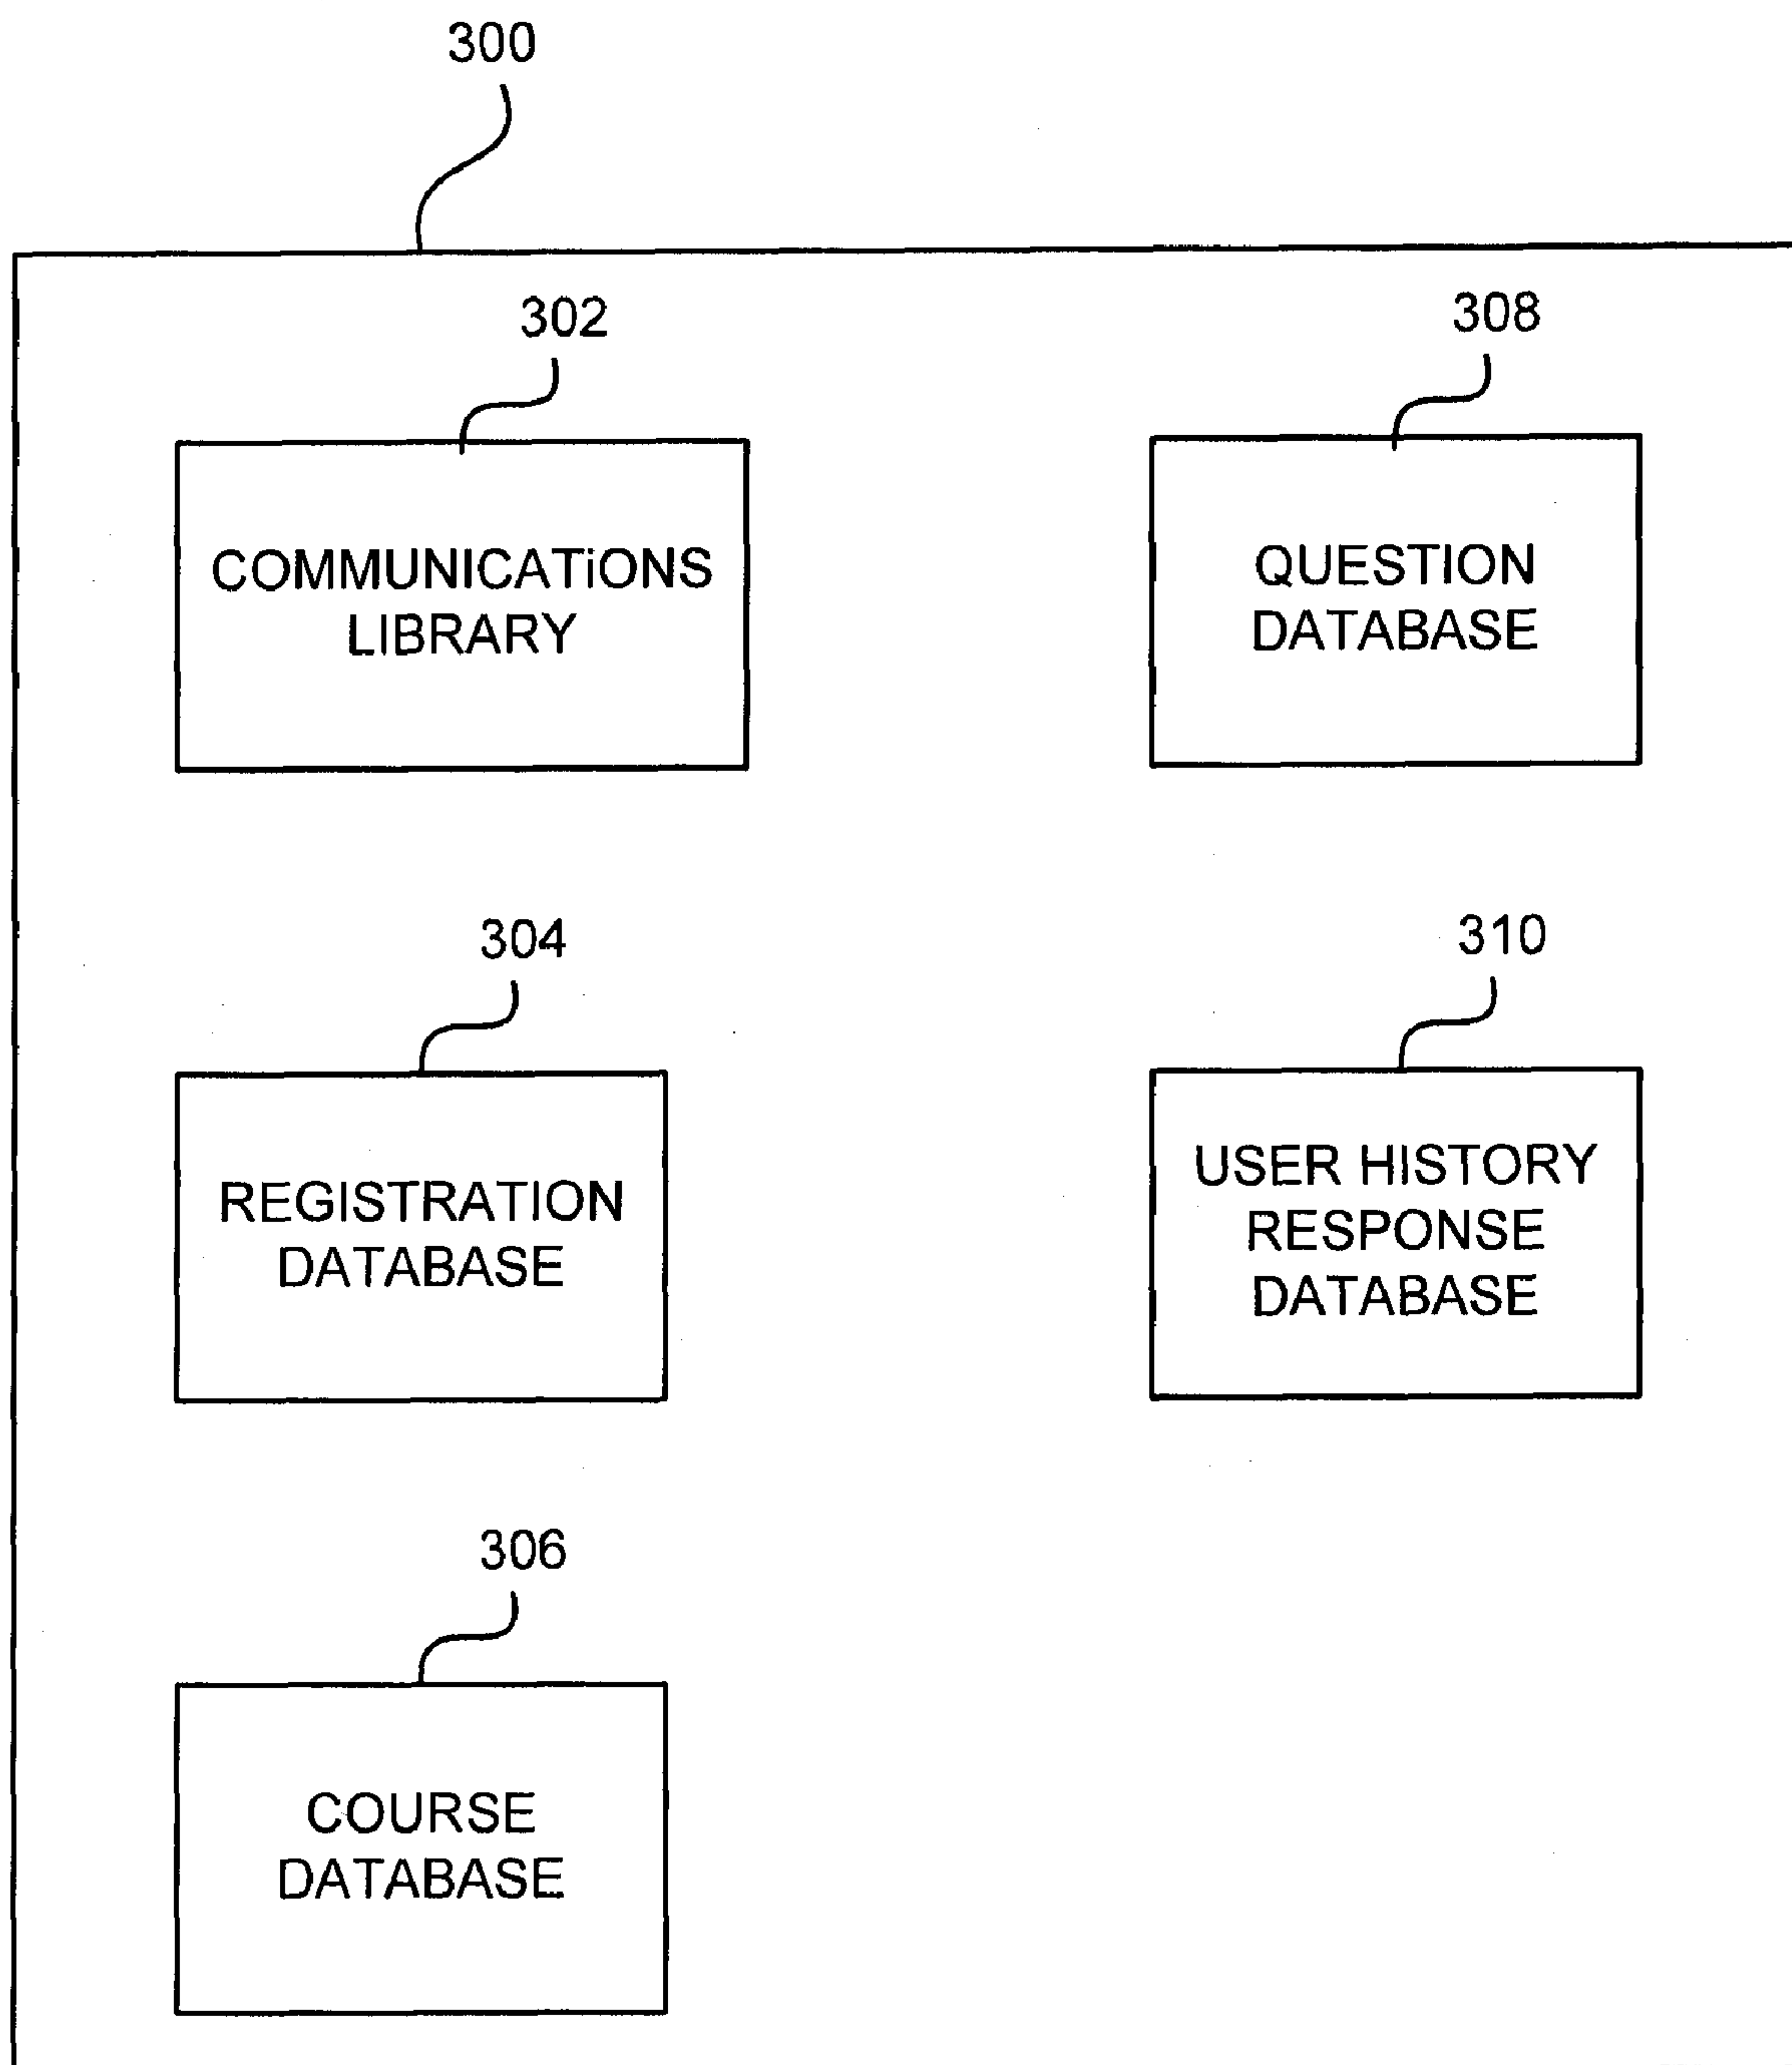 300
302
COMMUNICATiONS
LIBRARY
308
QUESTION
DATABASE
304
REGISTRATION
DATABASE
310
USER HISTORY
RESPONSE
DATABASE
306
COURSE
DATABASE